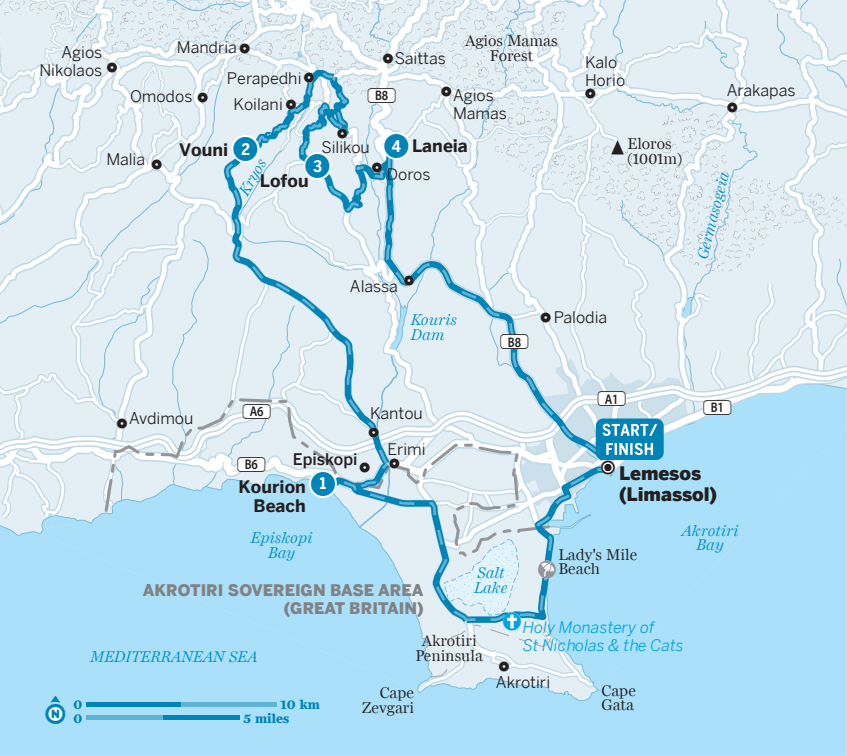 Mandria
Saittas
Agios Mamas
Forest
Agios
Nikolaos
Kalo
Horio
Perapedhi
B8
Agios
Mamas
Arakapas
Omodos
Koilani
Eloros
(1001m)
Vouni
2
Silikou
4
Laneia
Malia
Kryos
3
Lofou
Doros
Germasogeia
Alassa
Kouris
Dam
Palodia
B8
A1
B1
A6
Avdimou
Kantou
START/
FINISH
Erimi
Episkopi
B6
Lemesos
(Limassol)
Kourion
Beach
1
Episkopi
Bay
Akrotiri
Bay
Lady's Mile
Beach
Salt
Lake
AKROTIRI SOVEREIGN BASE AREA
(GREAT BRITAIN)
Holy Monastery of
St Nicholas & the Cats
Akrotiri
Peninsula
MEDITERRANEAN SEA
Akrotiri
Cape
Zevgari
Cape
Gata
N
0 10 km
0 5 miles